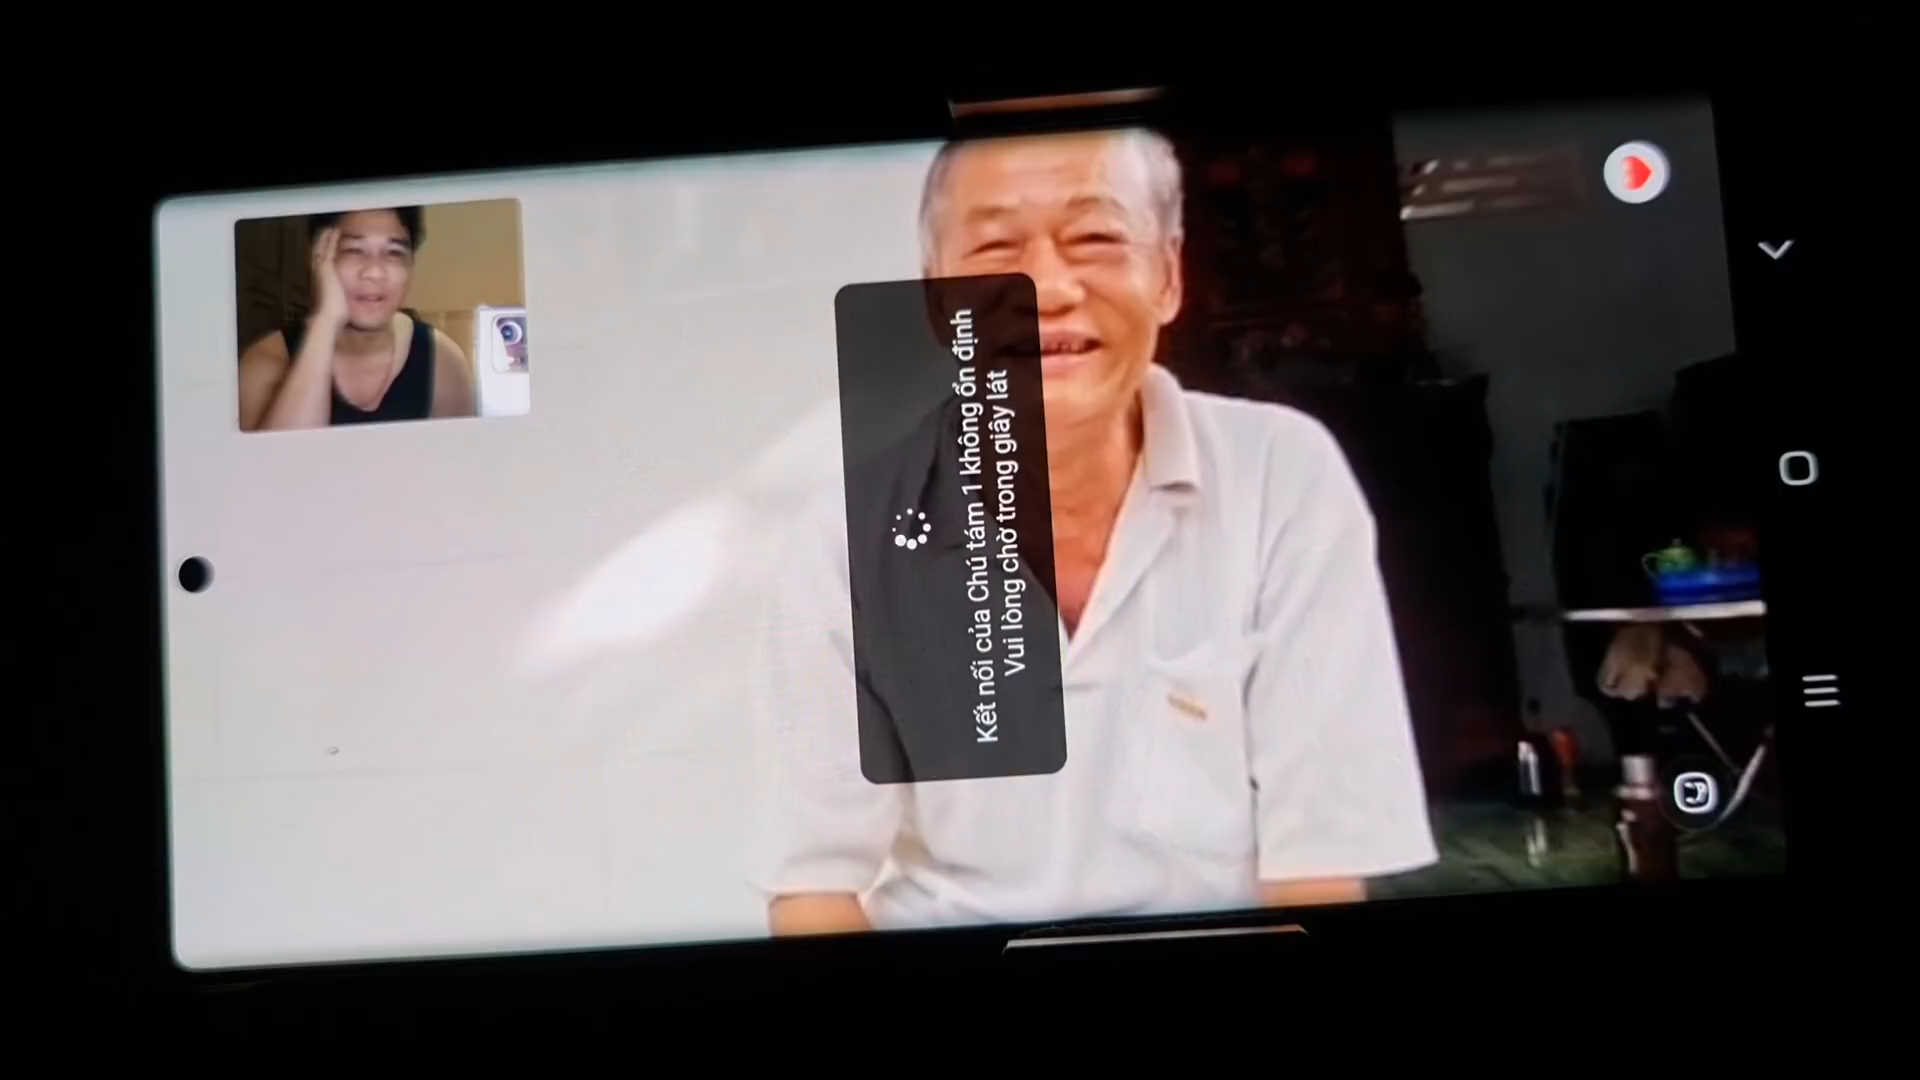 Kết nối của Chú tám 1 không ổn định
Vui lòng chờ trong giây lát